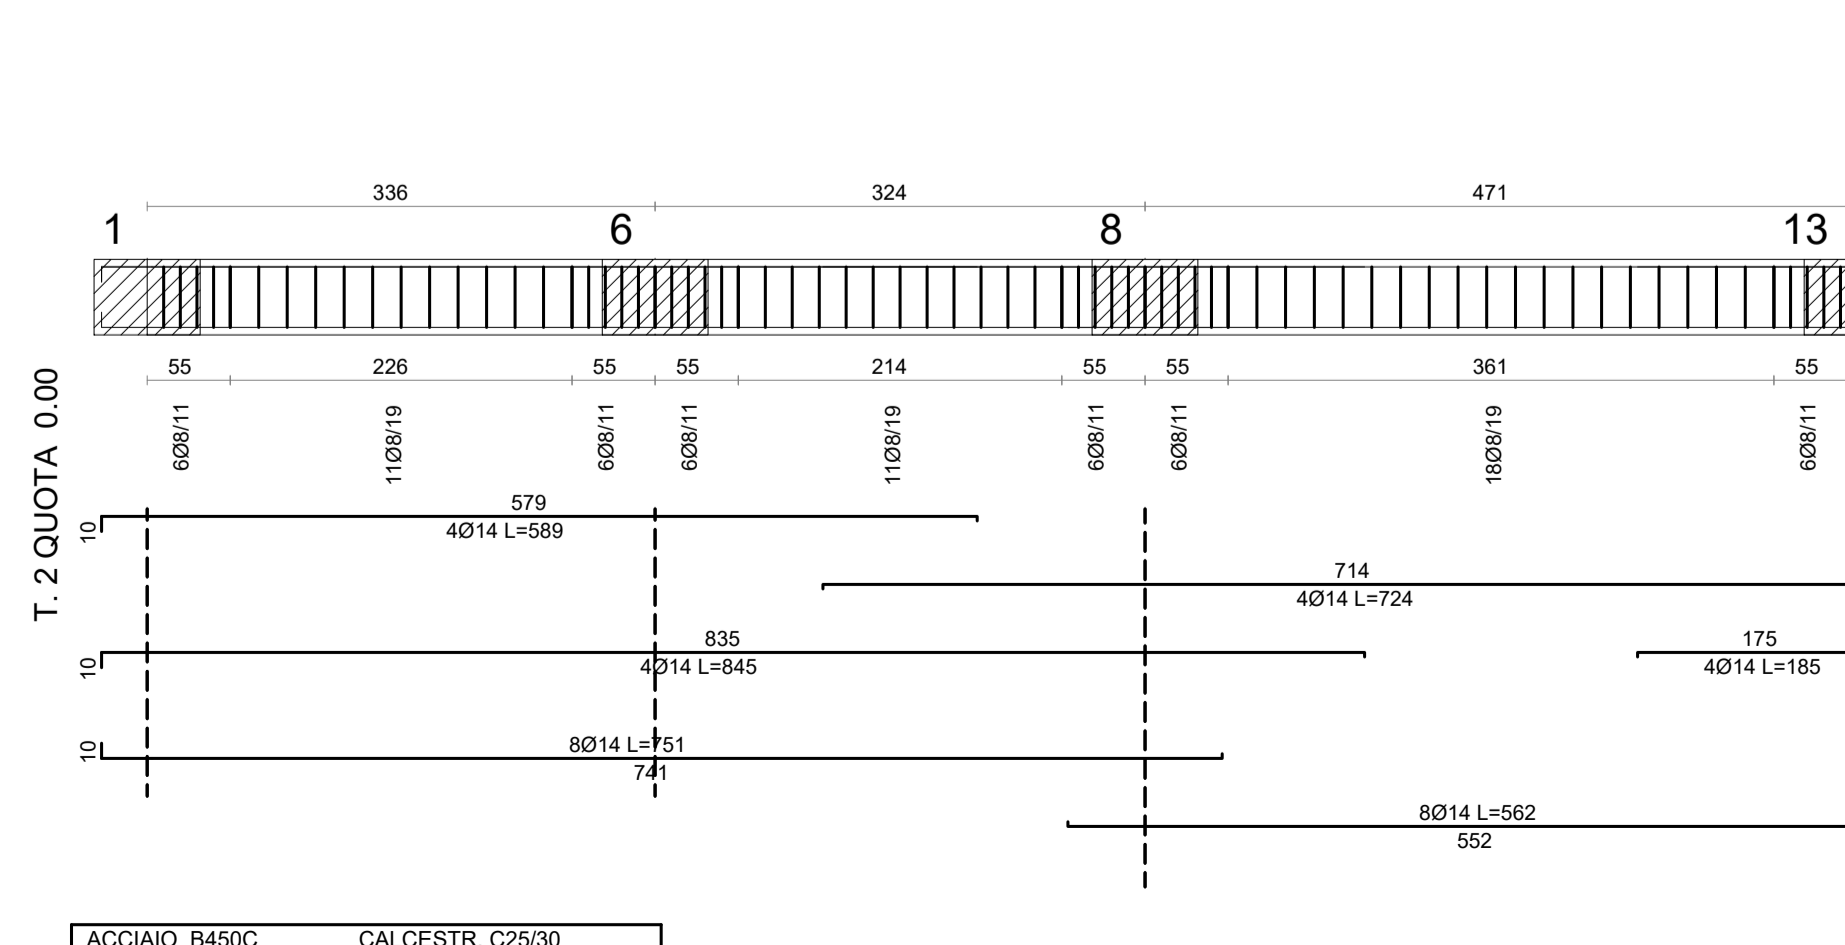 336 324 471
1 6 8 13
55 226 55 55 214 55 55 361 55
6Ø8/11 11Ø8/19 6Ø8/11 6Ø8/11 11Ø8/19 6Ø8/11 6Ø8/11 18Ø8/19 6Ø8/11
T. 2 QUOTA 0.00
579
10 4Ø14 L=589
714
4Ø14 L=724
835 175
10 4Ø14 L=845 4Ø14 L=185
10 8Ø14 L=751
741
8Ø14 L=562
552
ACCIAIO B450C CALCESTR. C25/30